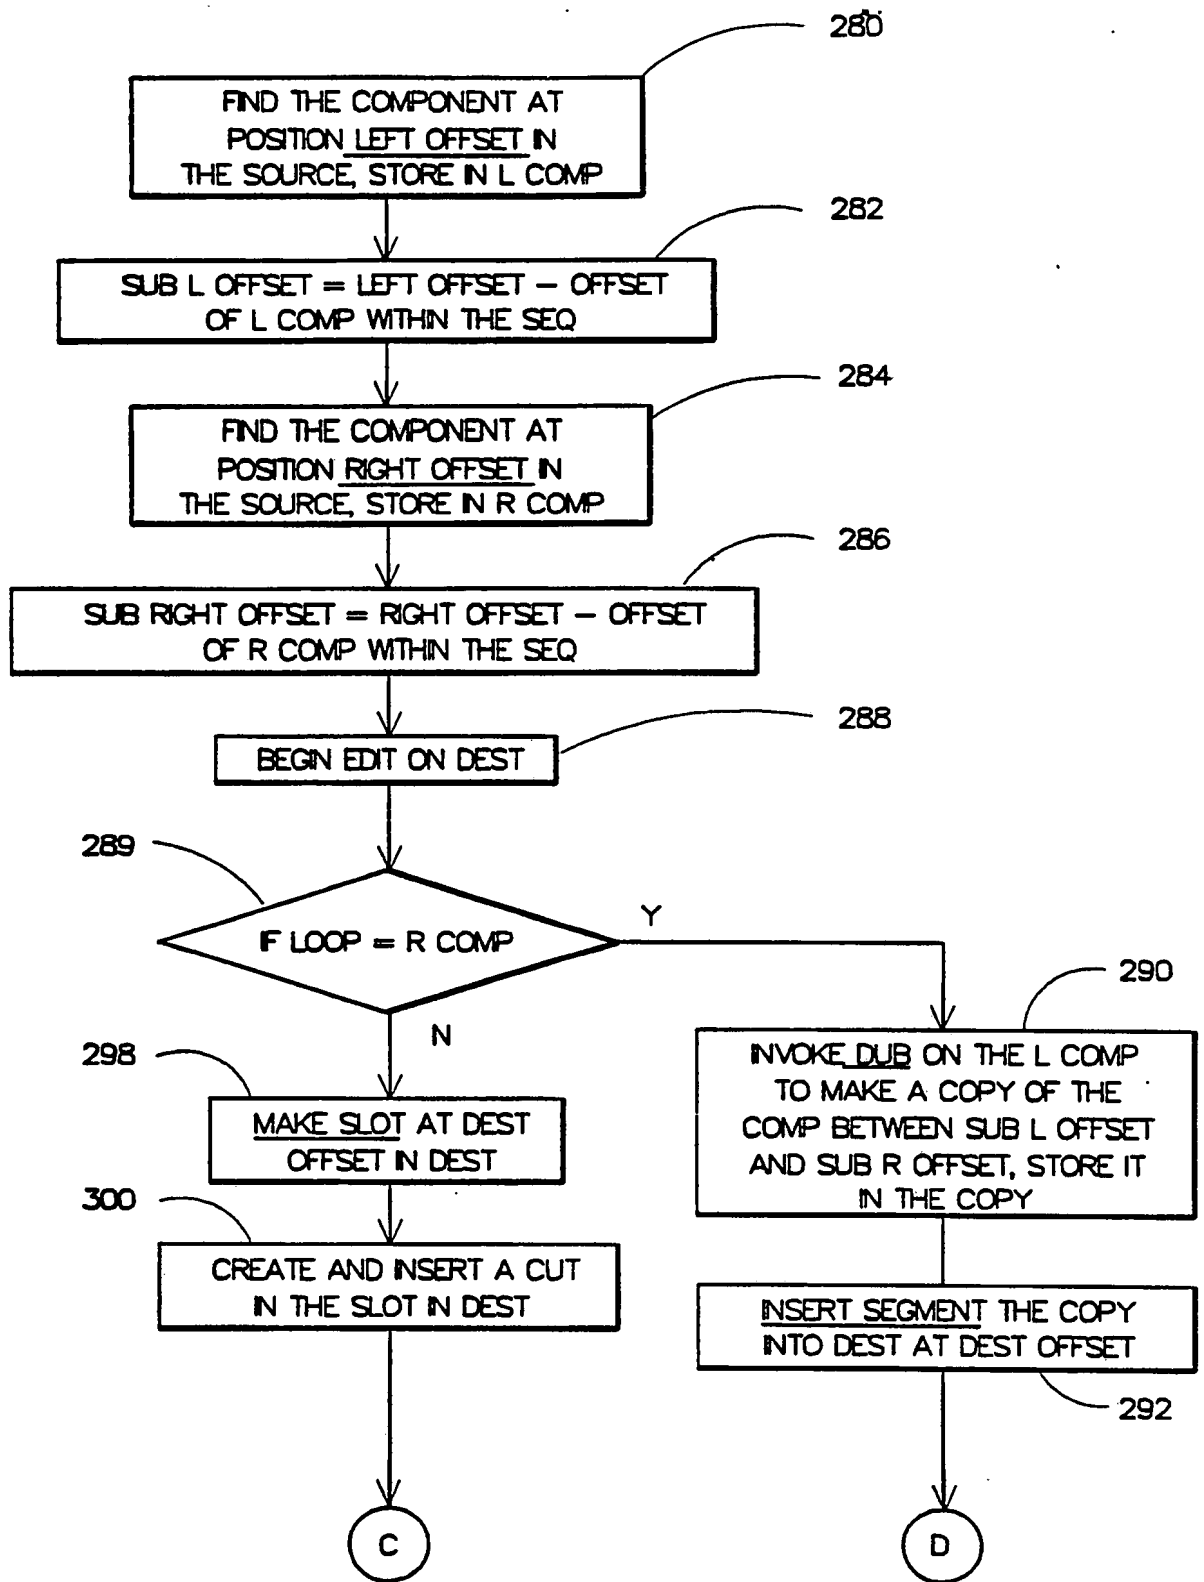 280
FIND THE COMPONENT AT
POSITION LEFT OFFSET IN
THE SOURCE, STORE IN L COMP
282
SUB L OFFSET = LEFT OFFSET - OFFSET
OF L COMP WITHIN THE SEQ
284
FIND THE COMPONENT AT
POSITION RIGHT OFFSET IN
THE SOURCE, STORE IN R COMP
286
SUB RIGHT OFFSET = RIGHT OFFSET - OFFSET
OF R COMP WITHIN THE SEQ
288
BEGIN EDIT ON DEST
289
IF LOOP = R COMP
Y
N
290
INVOKE DUB ON THE L COMP
TO MAKE A COPY OF THE
COMP BETWEEN SUB L OFFSET
AND SUB R OFFSET, STORE IT
IN THE COPY
298
MAKE SLOT AT DEST
OFFSET IN DEST
300
CREATE AND INSERT A CUT
IN THE SLOT IN DEST
INSERT SEGMENT THE COPY
INTO DEST AT DEST OFFSET
292
C
D